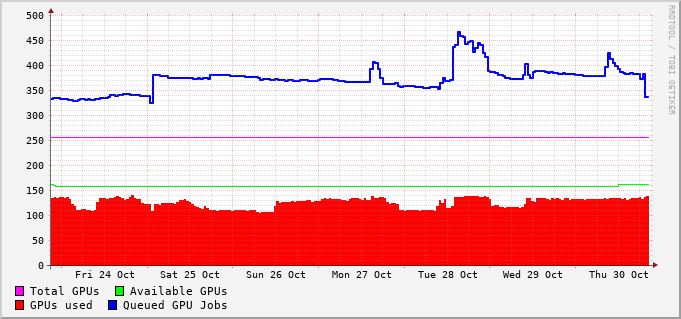 500
450
400
350
300
250
200
150
100
50
0
Fri 24 Oct Sat 25 Oct Sun 26 Oct Mon 27 Oct Tue 28 Oct Wed 29 Oct Thu 30 Oct
Total GPUs Available GPUs
GPUs used Queued GPU Jobs
RRDTOOL / TOBI OETIKER